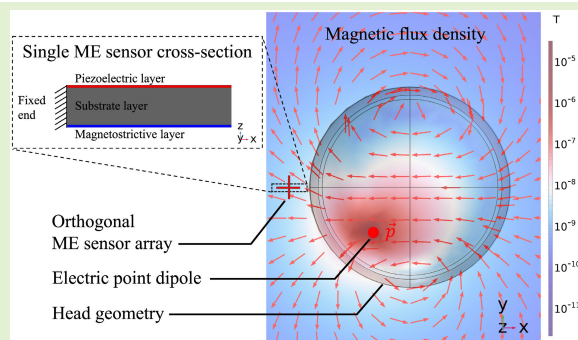 Single ME sensor cross-section
Piezoelectric layer
Fixed
end
Substrate layer
Magnetostrictive layer
z
y x
Magnetic flux density
T
10⁻⁵
10⁻⁶
10⁻⁷
10⁻⁸
10⁻⁹
10⁻¹⁰
10⁻¹¹
Orthogonal
ME sensor array
Electric point dipole
Head geometry
p⃗
y
z x